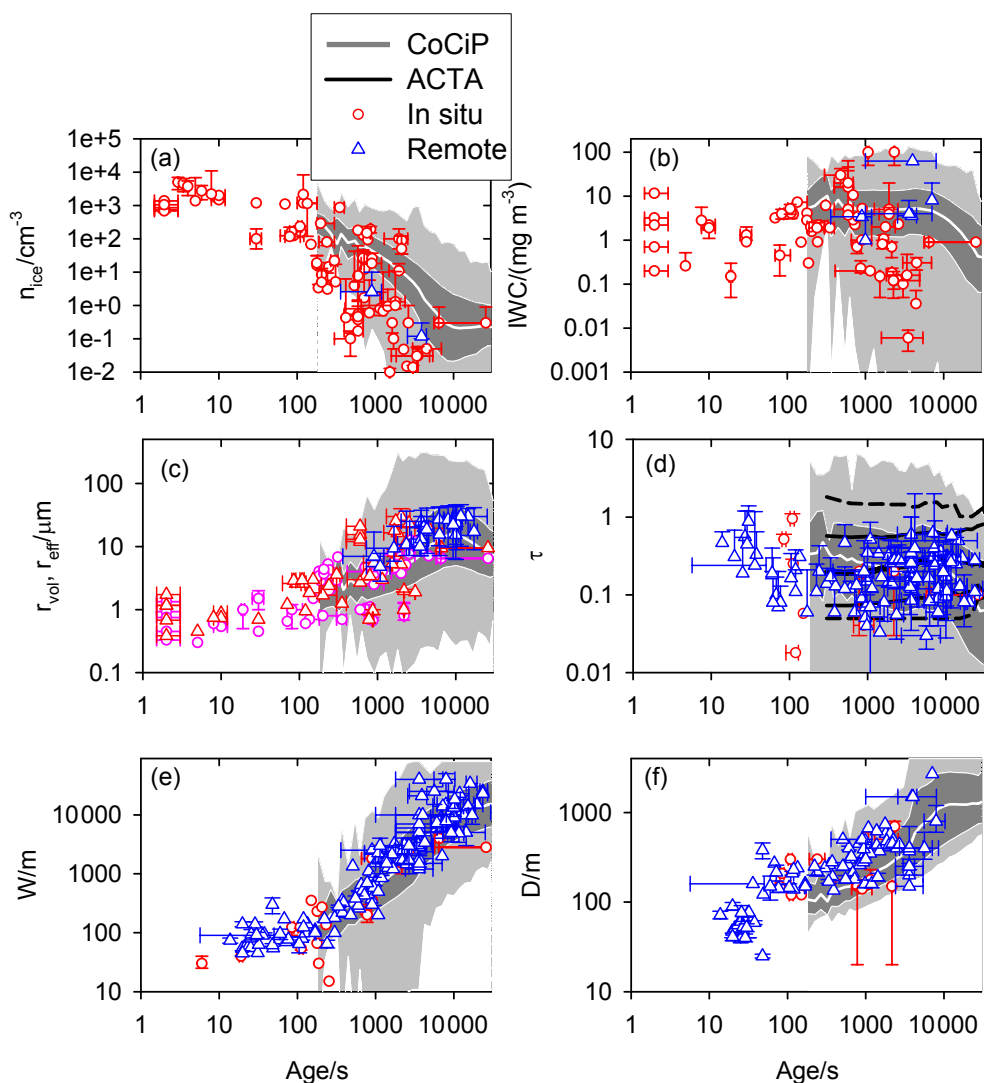 CoCiP
ACTA
In situ
Remote
(a)
n_ice/cm⁻³
1e+5
1e+4
1e+3
1e+2
1e+1
1e+0
1e-1
1e-2
1 10 100 1000 10000
(b)
IWC/(mg m⁻³)
100
10
1
0.1
0.01
0.001
1 10 100 1000 10000
(c)
r_vol, r_eff/μm
100
10
1
0.1
1 10 100 1000 10000
(d)
τ
10
1
0.1
0.01
1 10 100 1000 10000
(e)
W/m
10000
1000
100
10
1 10 100 1000 10000
Age/s
(f)
D/m
1000
100
10
1 10 100 1000 10000
Age/s